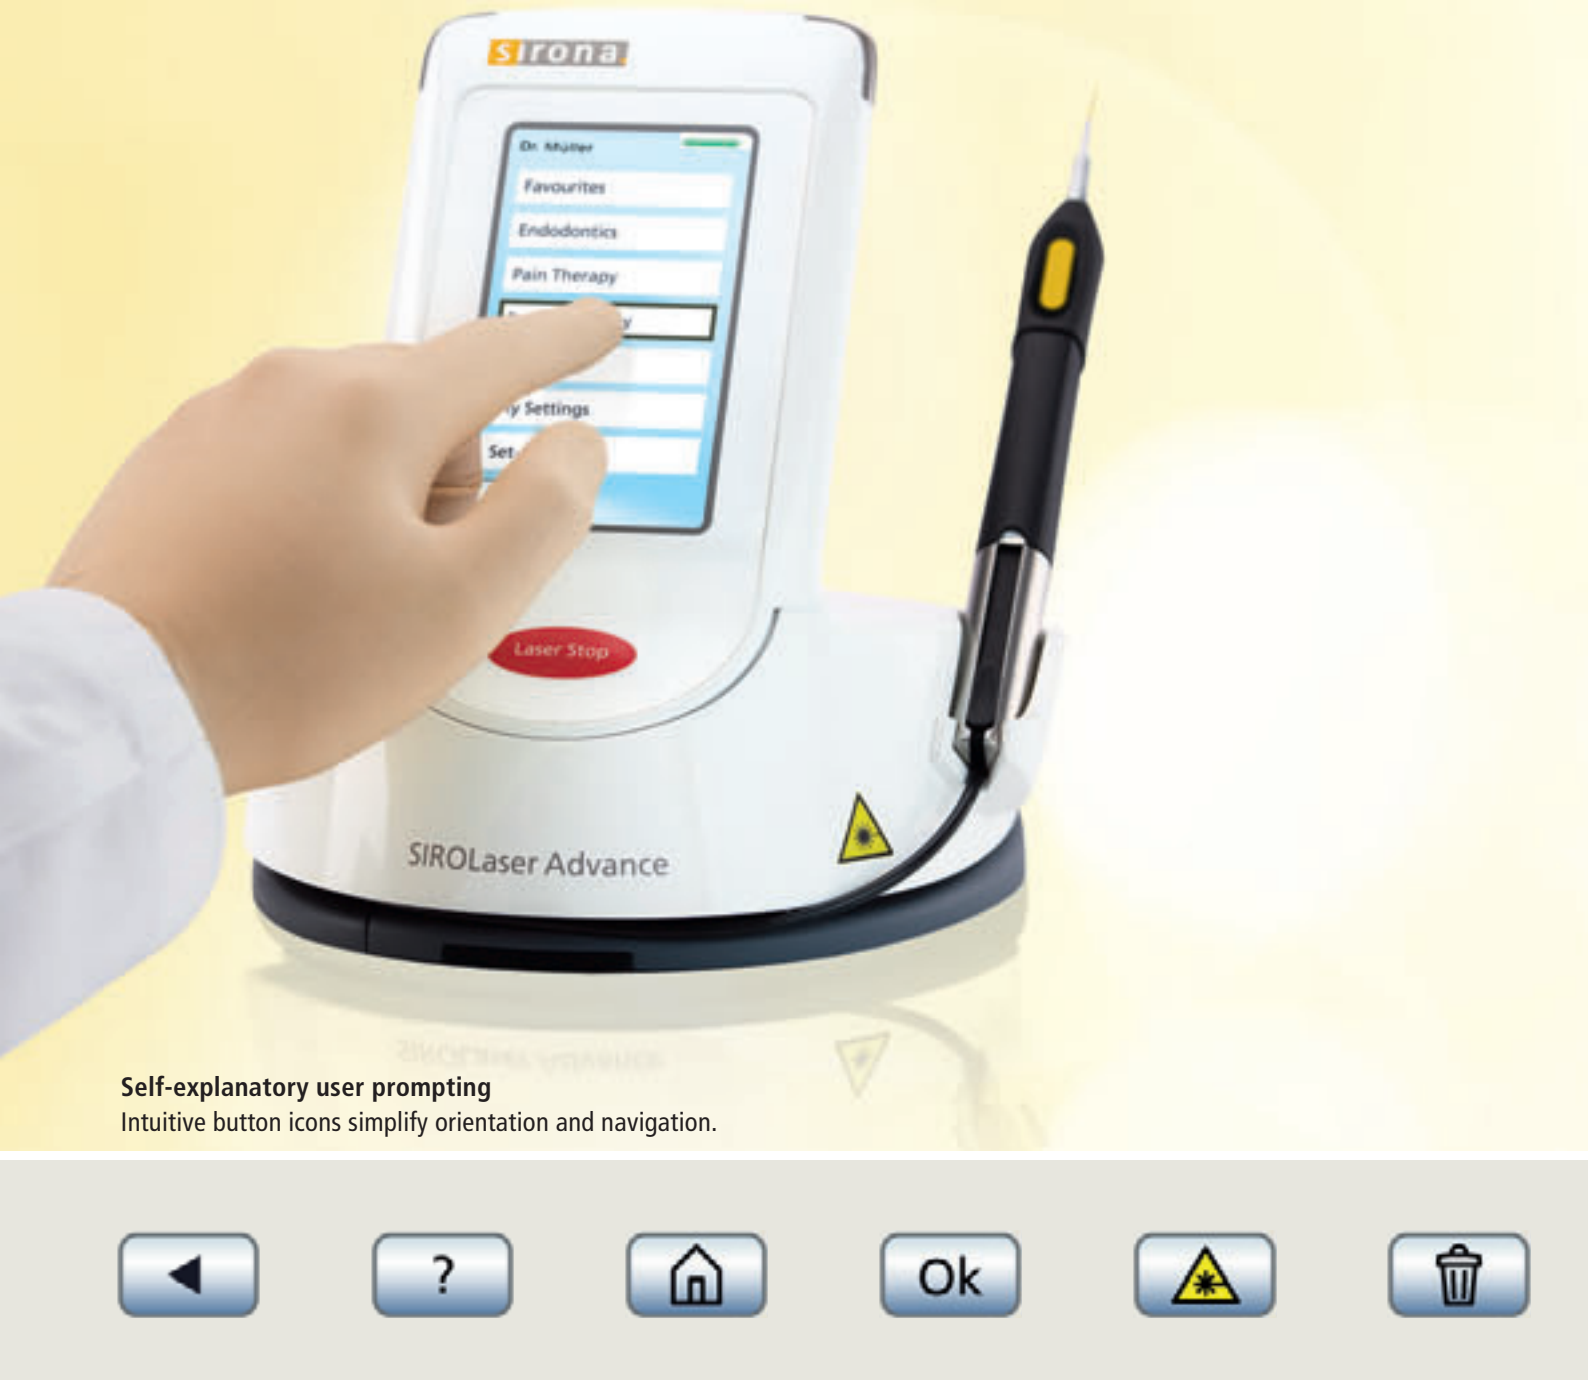 sirona.
Dr. Müller
Favourites
Endodontics
Pain Therapy
y
y Settings
Set
Laser Stop
SIROLaser Advance
Self-explanatory user prompting
Intuitive button icons simplify orientation and navigation.
?
Ok